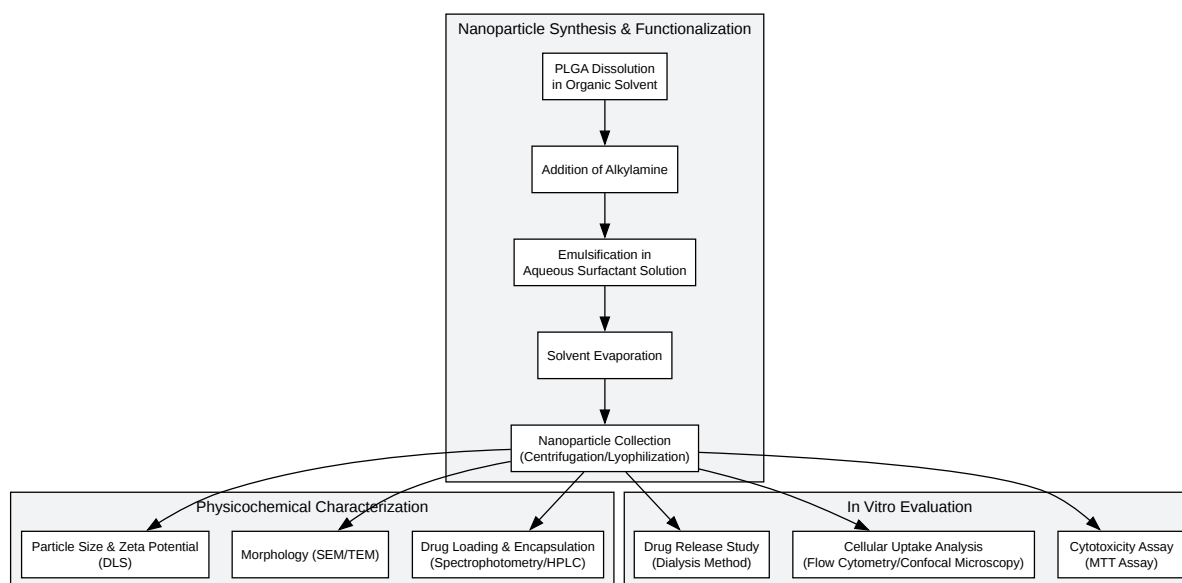 Nanoparticle Synthesis & Functionalization
PLGA Dissolution
in Organic Solvent
Addition of Alkylamine
Emulsification in
Aqueous Surfactant Solution
Solvent Evaporation
Nanoparticle Collection
(Centrifugation/Lyophilization)
Physicochemical Characterization
Particle Size & Zeta Potential
(DLS)
Morphology (SEM/TEM)
Drug Loading & Encapsulation
(Spectrophotometry/HPLC)
In Vitro Evaluation
Drug Release Study
(Dialysis Method)
Cellular Uptake Analysis
(Flow Cytometry/Confocal Microscopy)
Cytotoxicity Assay
(MTT Assay)